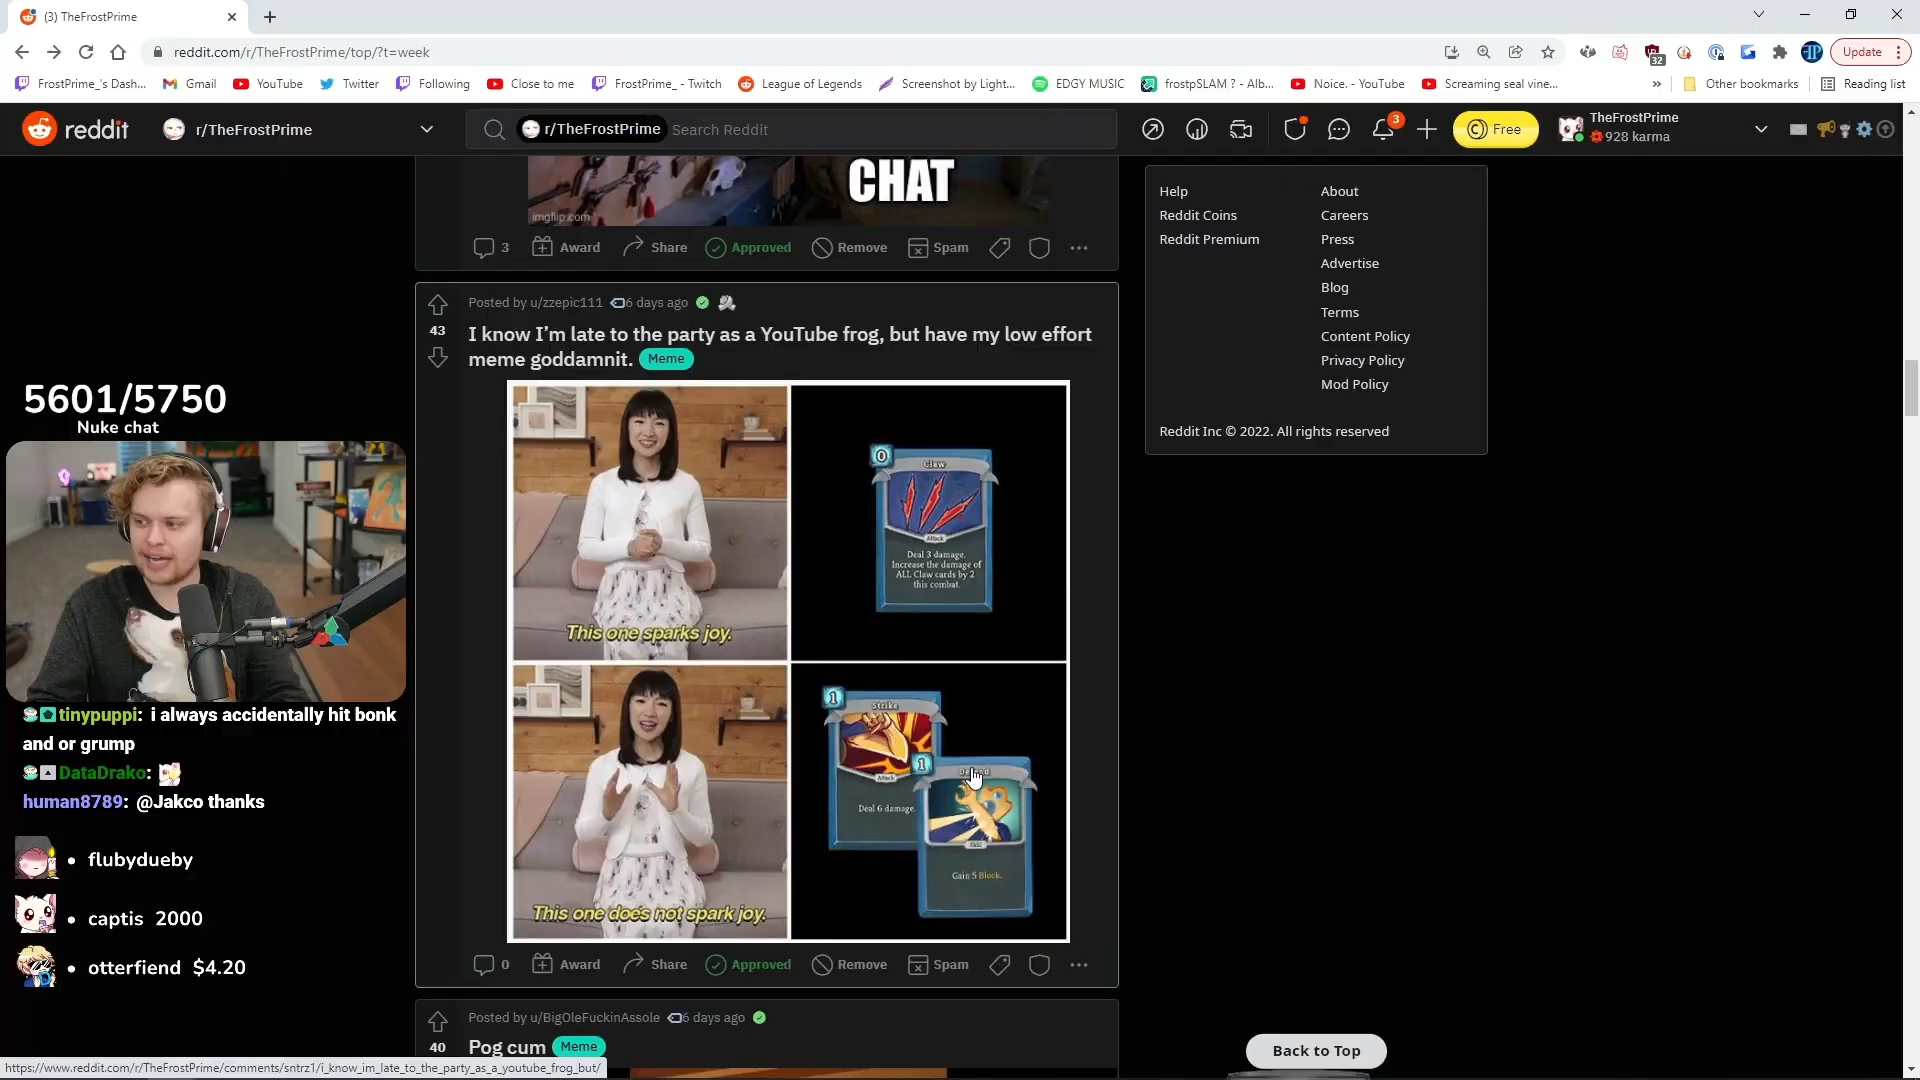 (3) TheFrostPrime
reddit.com/r/TheFrostPrime/top/?t=week
Update
FrostPrime_'s Dash...
Gmail
YouTube
Twitter
Following
Close to me
FrostPrime_ - Twitch
League of Legends
Screenshot by Light...
EDGY MUSIC
frostpSLAM ? - Alb...
Noice. - YouTube
Screaming seal vine...
»
Other bookmarks
Reading list
32
reddit
r/TheFrostPrime
r/TheFrostPrime
Search Reddit
3
Free
TheFrostPrime
928 karma
CHAT
imgflip.com
3 Award Share Approved Remove Spam
Help
Reddit Coins
Reddit Premium
About
Careers
Press
Advertise
Blog
Terms
Content Policy
Privacy Policy
Mod Policy
Reddit Inc © 2022. All rights reserved
Posted by u/zzepic111 6 days ago
43
I know I'm late to the party as a YouTube frog, but have my low effort
meme goddamnit. Meme
0
Claw
Attack
Deal 3 damage.
Increase the damage of
ALL Claw cards by 2
this combat.
This one sparks joy.
1
Strike
Attack
Deal 6 damage.
1
Gain 5 Block.
This one does not spark joy.
0 Award Share Approved Remove Spam
Posted by u/BigOleFuckinAssole 6 days ago
40
Pog cum Meme
Back to Top
5601/5750
Nuke chat
tinypuppi: i always accidentally hit bonk
and or grump
DataDrako:
human8789: @Jakco thanks
• flubydueby
• captis 2000
• otterfiend $4.20
https://www.reddit.com/r/TheFrostPrime/comments/sntrz1/i_know_im_late_to_the_party_as_a_youtube_frog_but/